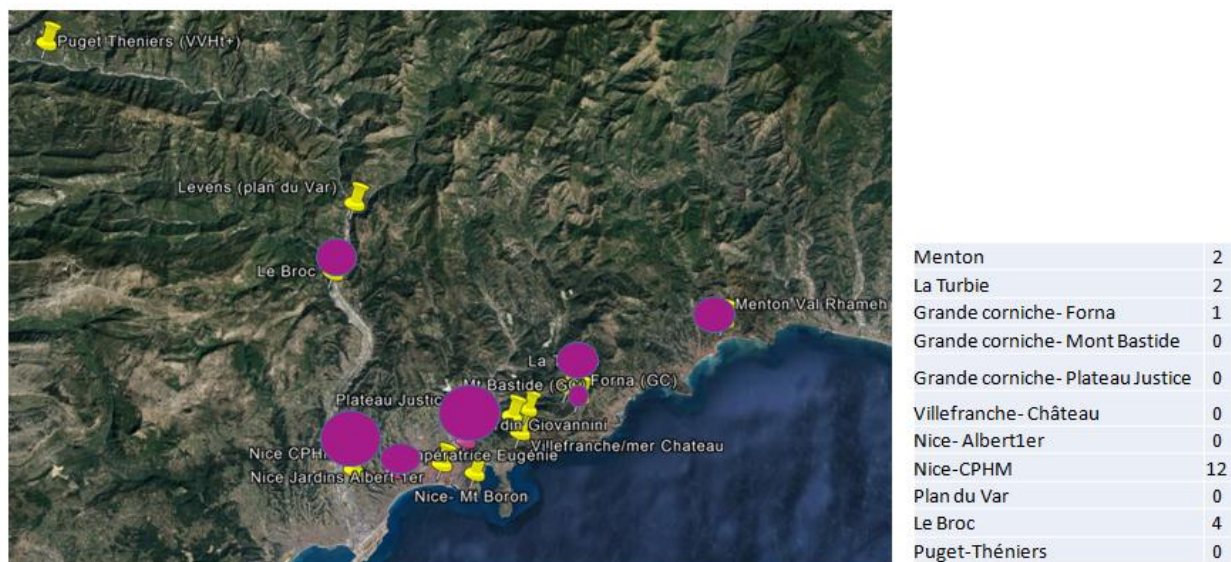 Puget Theniers (VVHt+)
Levens (plan du Var)
Le Broc
Menton Val Rhameh
La
Mt Bastide (GC) Forna (GC)
Plateau Justic
Giovannini
Villefranche/mer Chateau
Nice CPH
Eugénie
Nice Jardins Albert 1er
Nice- Mt Boron
Menton 2
La Turbie 2
Grande corniche- Forna 1
Grande corniche- Mont Bastide 0
Grande corniche- Plateau Justice 0
Villefranche- Château 0
Nice- Albert1er 0
Nice-CPHM 12
Plan du Var 0
Le Broc 4
Puget-Théniers 0